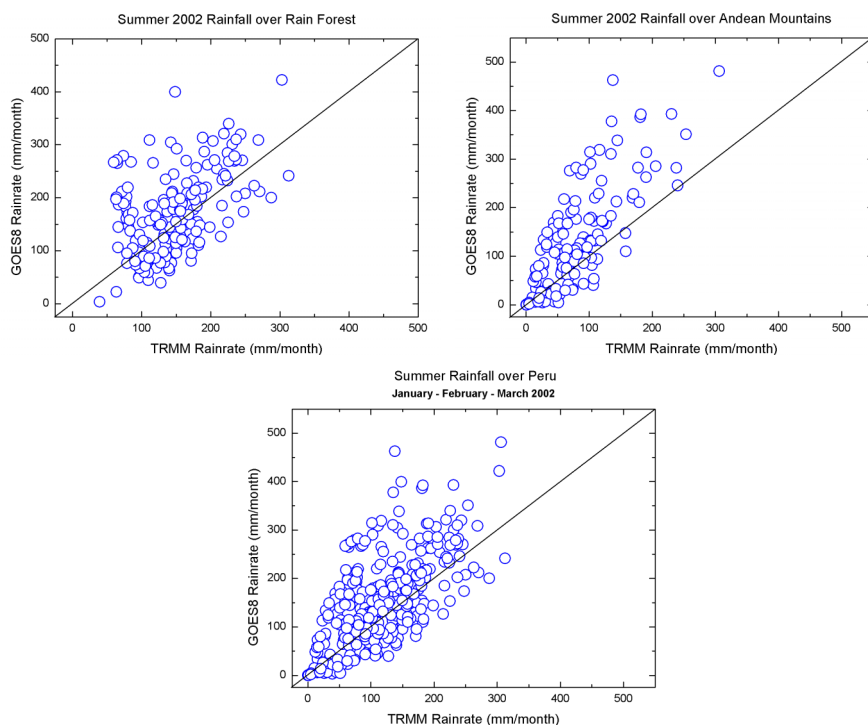 Summer 2002 Rainfall over Rain Forest
500
400
300
200
100
0
GOES8 Rainrate (mm/month)
0 100 200 300 400 500
TRMM Rainrate (mm/month)
Summer 2002 Rainfall over Andean Mountains
500
400
300
200
100
0
GOES8 Rainrate (mm/month)
0 100 200 300 400 500
TRMM Rainrate (mm/month)
Summer Rainfall over Peru
January - February - March 2002
500
400
300
200
100
0
GOES8 Rainrate (mm/month)
0 100 200 300 400 500
TRMM Rainrate (mm/month)